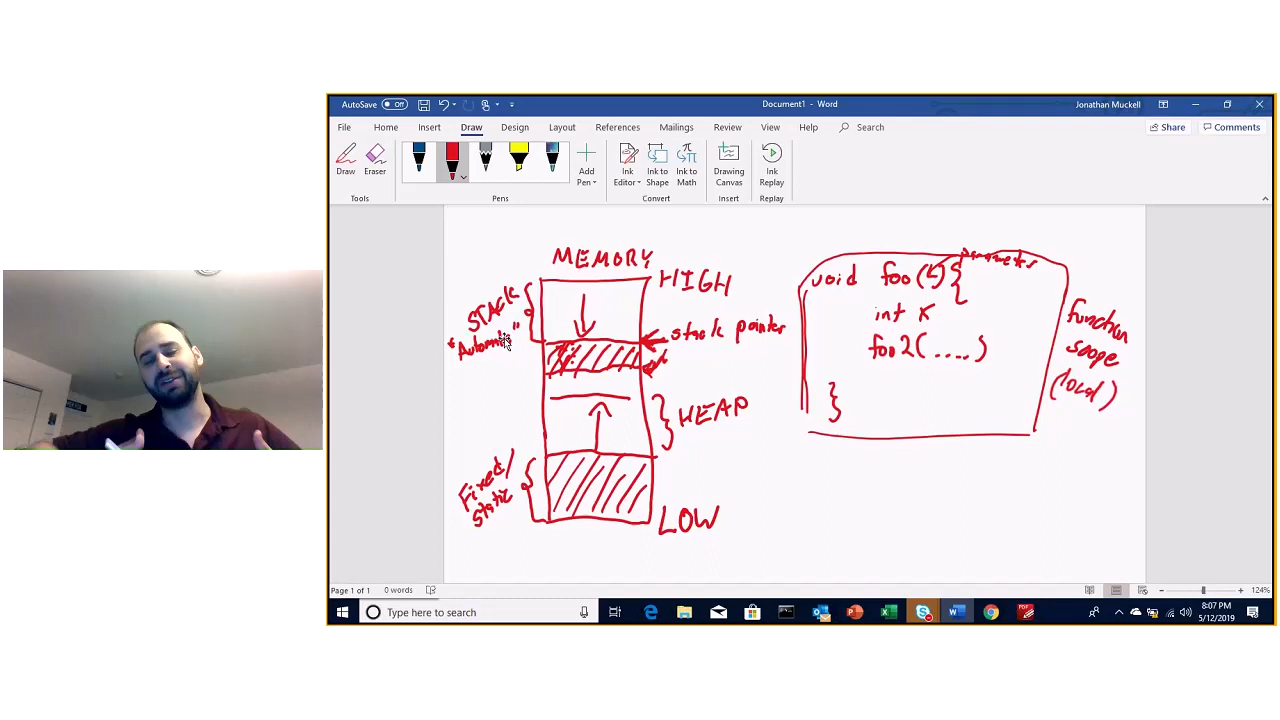 AutoSave Off
Document1 - Word
Jonathan Muckell
File Home Insert Draw Design Layout References Mailings Review View Help Search
Share Comments
Draw Eraser Add Pen Ink Editor Ink to Shape Ink to Math Drawing Canvas Ink Replay
Tools Pens Convert Insert Replay
MEMORY
HIGH
STACK
"Automatic"
stack pointer
HEAP
Fixed/
Static
LOW
parameter
void foo( ) {
int x
foo2(....)
}
function
scope
(local)
Page 1 of 1 0 words
124%
Type here to search
8:07 PM
5/12/2019